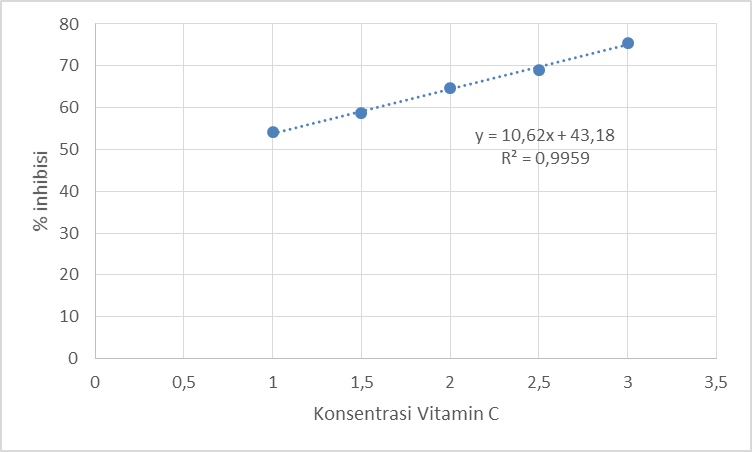 80
70
60
50
40
30
20
10
0
% inhibisi
y = 10,62x + 43,18
R² = 0,9959
0 0,5 1 1,5 2 2,5 3 3,5
Konsentrasi Vitamin C